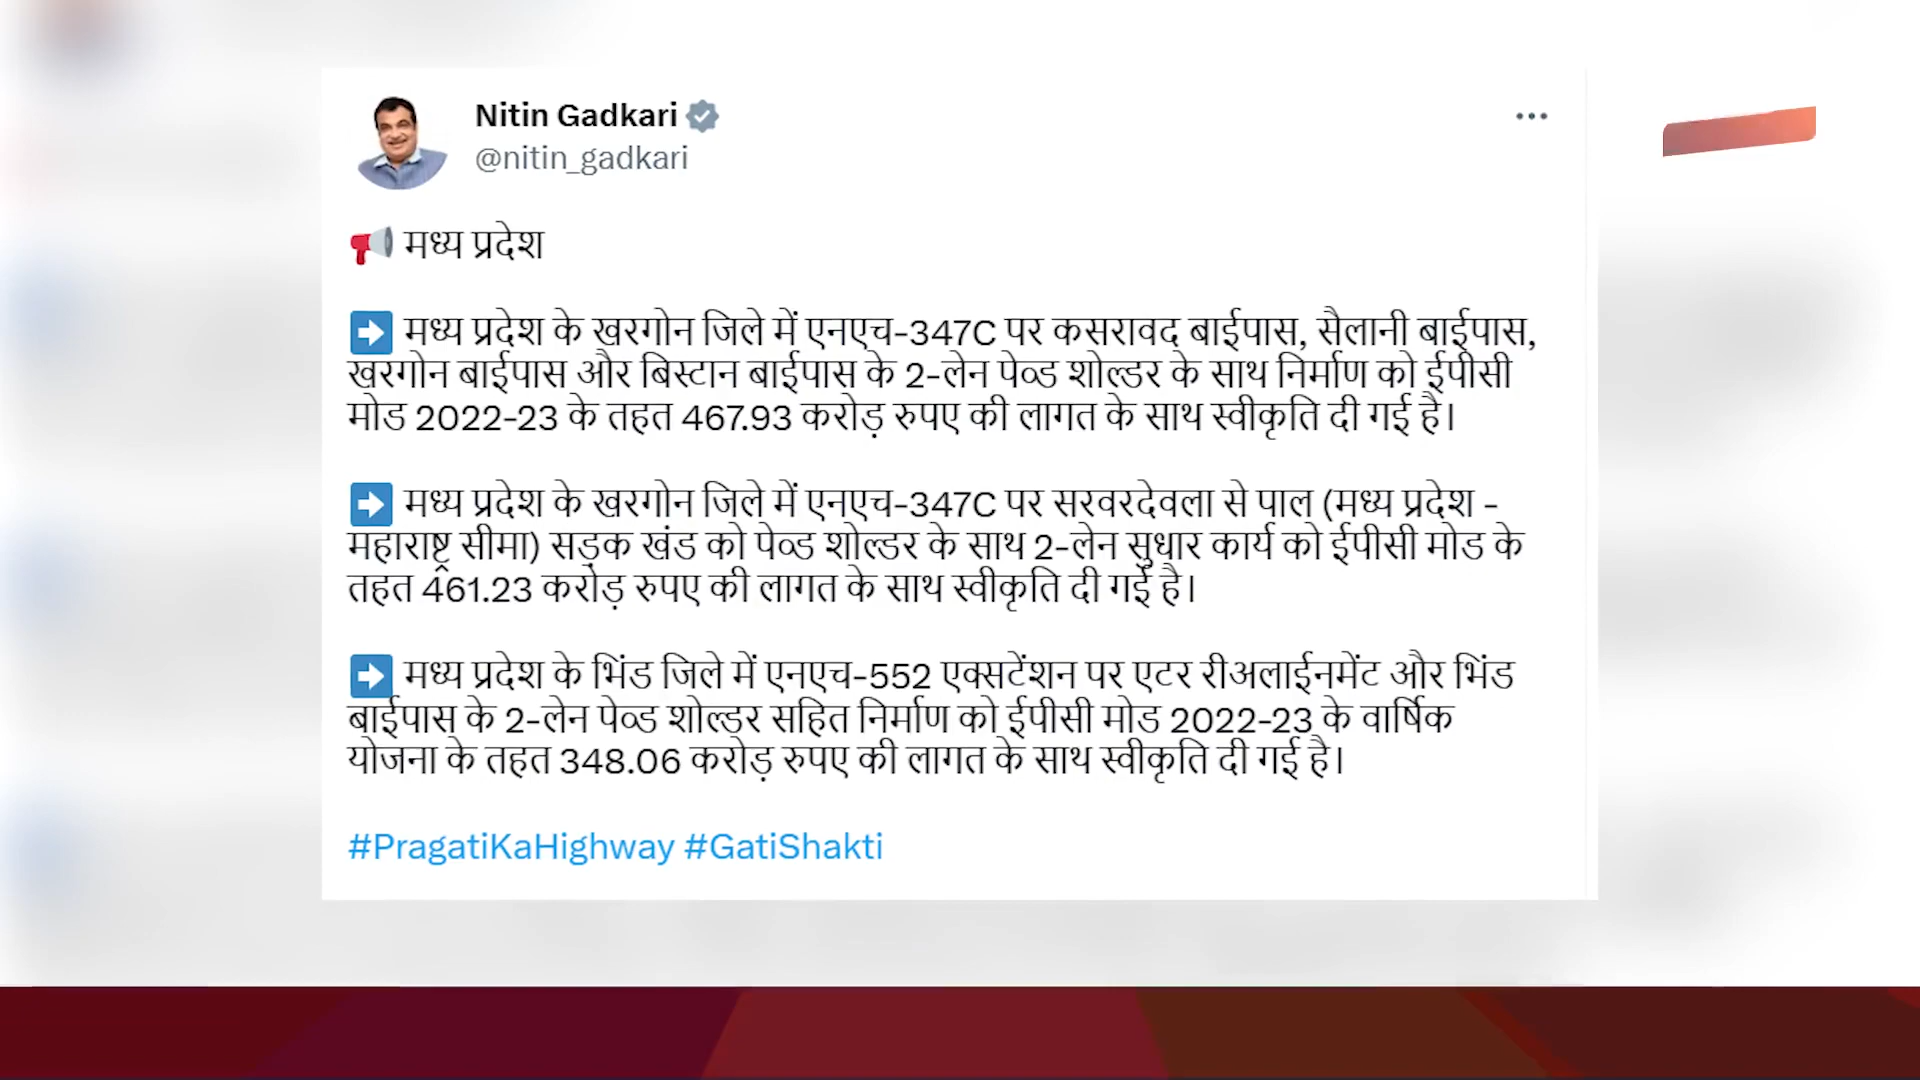 Nitin Gadkari
@nitin_gadkari
मध्य प्रदेश
मध्य प्रदेश के खरगोन जिले में एनएच-347C पर कसरावद बाईपास, सैलानी बाईपास,
खरगोन बाईपास और बिस्टान बाईपास के 2-लेन पेव्ड शोल्डर के साथ निर्माण को ईपीसी
मोड 2022-23 के तहत 467.93 करोड़ रुपए की लागत के साथ स्वीकृति दी गई है।
मध्य प्रदेश के खरगोन जिले में एनएच-347C पर सरवरदेवला से पाल (मध्य प्रदेश -
महाराष्ट्र सीमा) सड़क खंड को पेव्ड शोल्डर के साथ 2-लेन सुधार कार्य को ईपीसी मोड के
तहत 461.23 करोड़ रुपए की लागत के साथ स्वीकृति दी गई है।
मध्य प्रदेश के भिंड जिले में एनएच-552 एक्सटेंशन पर एटर रीअलाईनमेंट और भिंड
बाईपास के 2-लेन पेव्ड शोल्डर सहित निर्माण को ईपीसी मोड 2022-23 के वार्षिक
योजना के तहत 348.06 करोड़ रुपए की लागत के साथ स्वीकृति दी गई है।
#PragatiKaHighway #GatiShakti